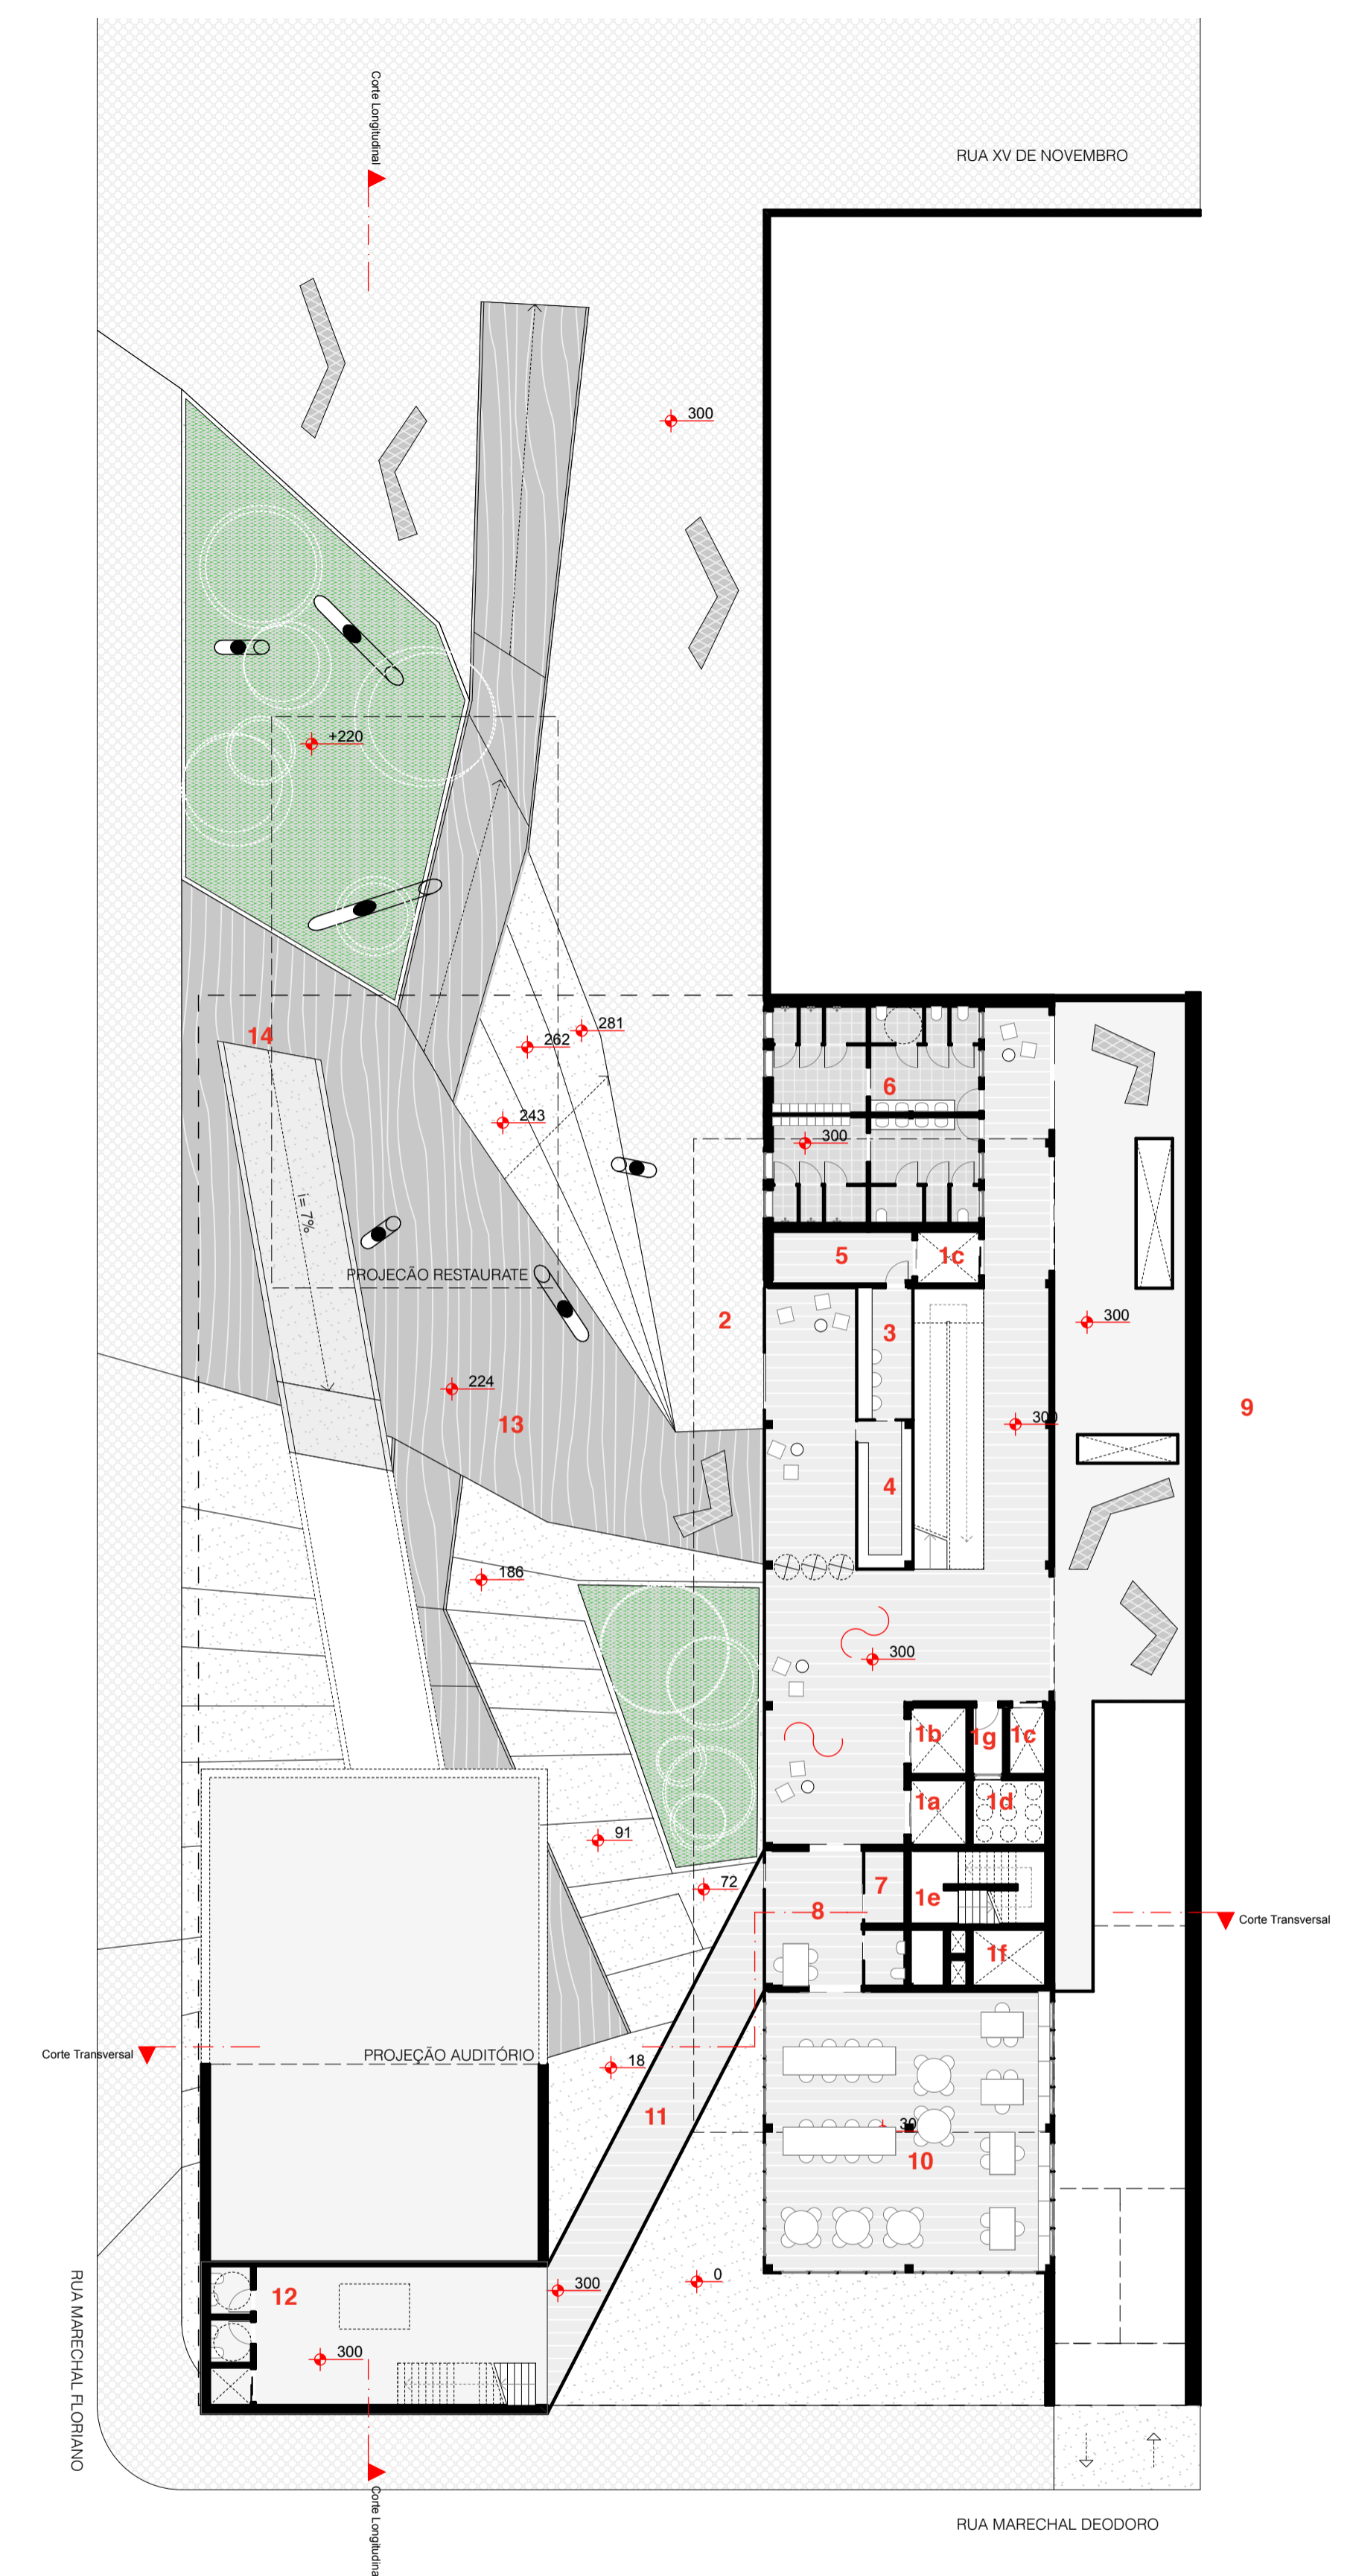 Corte Longitudinal
RUA XV DE NOVEMBRO
300
+220
14
281
262
243
6
300
i= 7%
5
1c
PROJECÃO RESTAURATE
2
3
300
224
13
300
9
4
186
300
1b
1g
1c
1a
1d
91
72
7
8
1e
Corte Transversal
1f
Corte Transversal
PROJEÇÃO AUDITÓRIO
18
11
30
10
RUA MARECHAL FLORIANO
12
300
0
300
Corte Longitudinal
RUA MARECHAL DEODORO